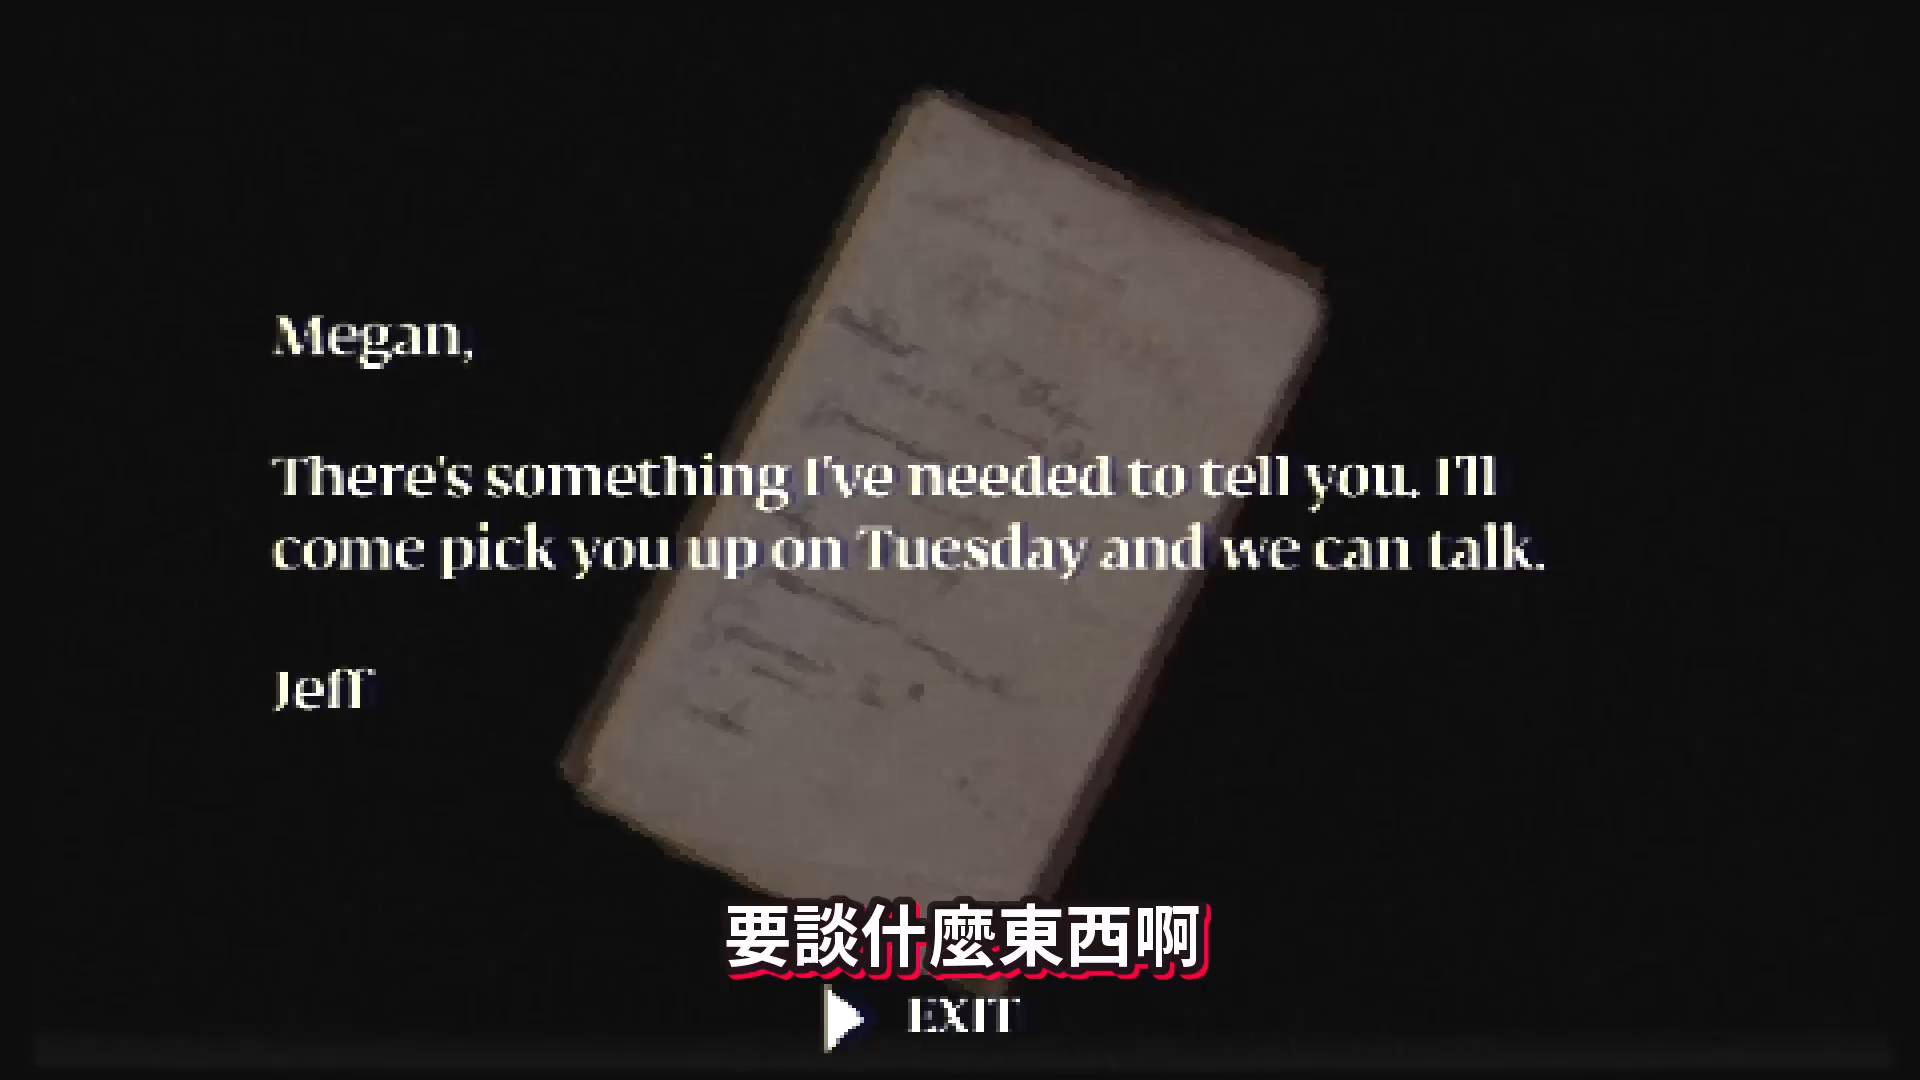 Megan,
There's something I've needed to tell you. I'll
come pick you up on Tuesday and we can talk.
Jeff
要談什麼東西啊
EXIT